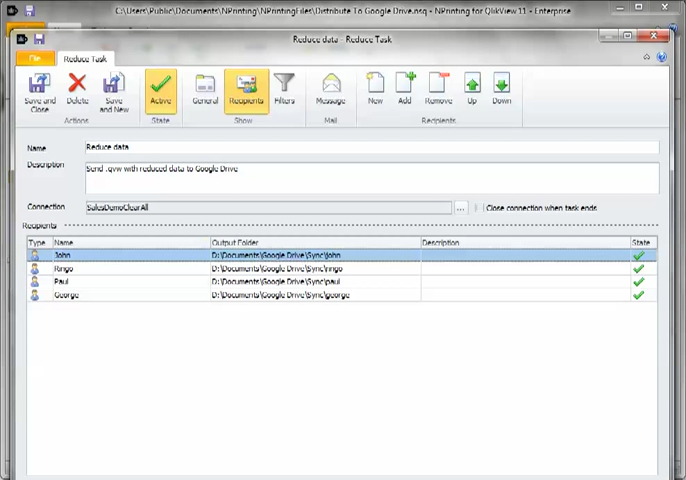 C:\Users\Public\Documents\NPrinting\NPrintingFiles\Distribute To Google Drive.nsq - NPrinting for QlikView 11 - Enterprise
Reduce data - Reduce Task
File Reduce Task
Save and Close Delete Save and New Active General Recipients Filters Message New Add Remove Up Down
Actions State Show Mail Recipients
Name Reduce data
Description Send .qvw with reduced data to Google Drive
Connection SalesDemoClearAll ... Close connection when task ends
Recipients
Type Name Output Folder Description State
John D:\Documents\Google Drive\Sync\john
Ringo D:\Documents\Google Drive\Sync\ringo
Paul D:\Documents\Google Drive\Sync\paul
George D:\Documents\Google Drive\Sync\george